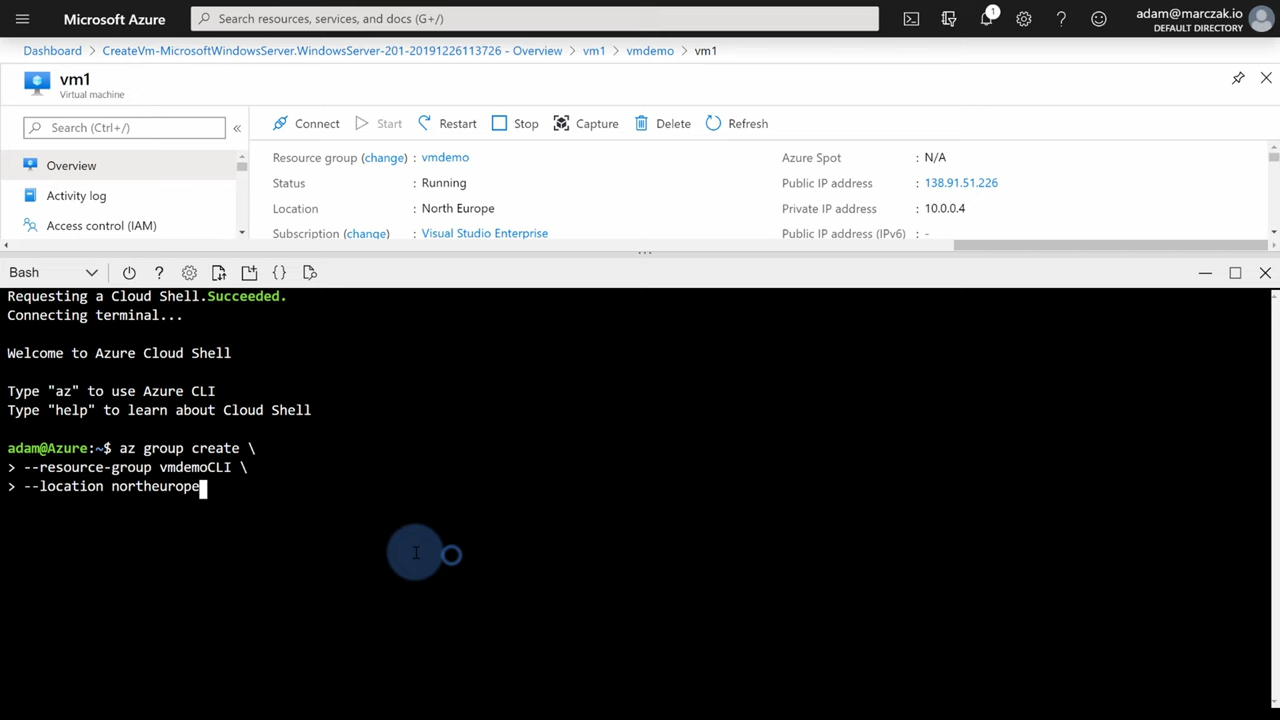 Microsoft Azure
Search resources, services, and docs (G+/)
1
adam@marczak.io
DEFAULT DIRECTORY
Dashboard
CreateVm-MicrosoftWindowsServer.WindowsServer-201-20191226113726 - Overview
vm1
vmdemo
vm1
vm1
Virtual machine
Search (Ctrl+/)
«
Connect
Start
Restart
Stop
Capture
Delete
Refresh
Overview
Activity log
Access control (IAM)
Resource group (change) : vmdemo
Status : Running
Location : North Europe
Subscription (change) : Visual Studio Enterprise
Azure Spot : N/A
Public IP address : 138.91.51.226
Private IP address : 10.0.0.4
Public IP address (IPv6) : -
Bash
Requesting a Cloud Shell.Succeeded.
Connecting terminal...
Welcome to Azure Cloud Shell
Type "az" to use Azure CLI
Type "help" to learn about Cloud Shell
adam@Azure:~$ az group create \
> --resource-group vmdemoCLI \
> --location northeurope